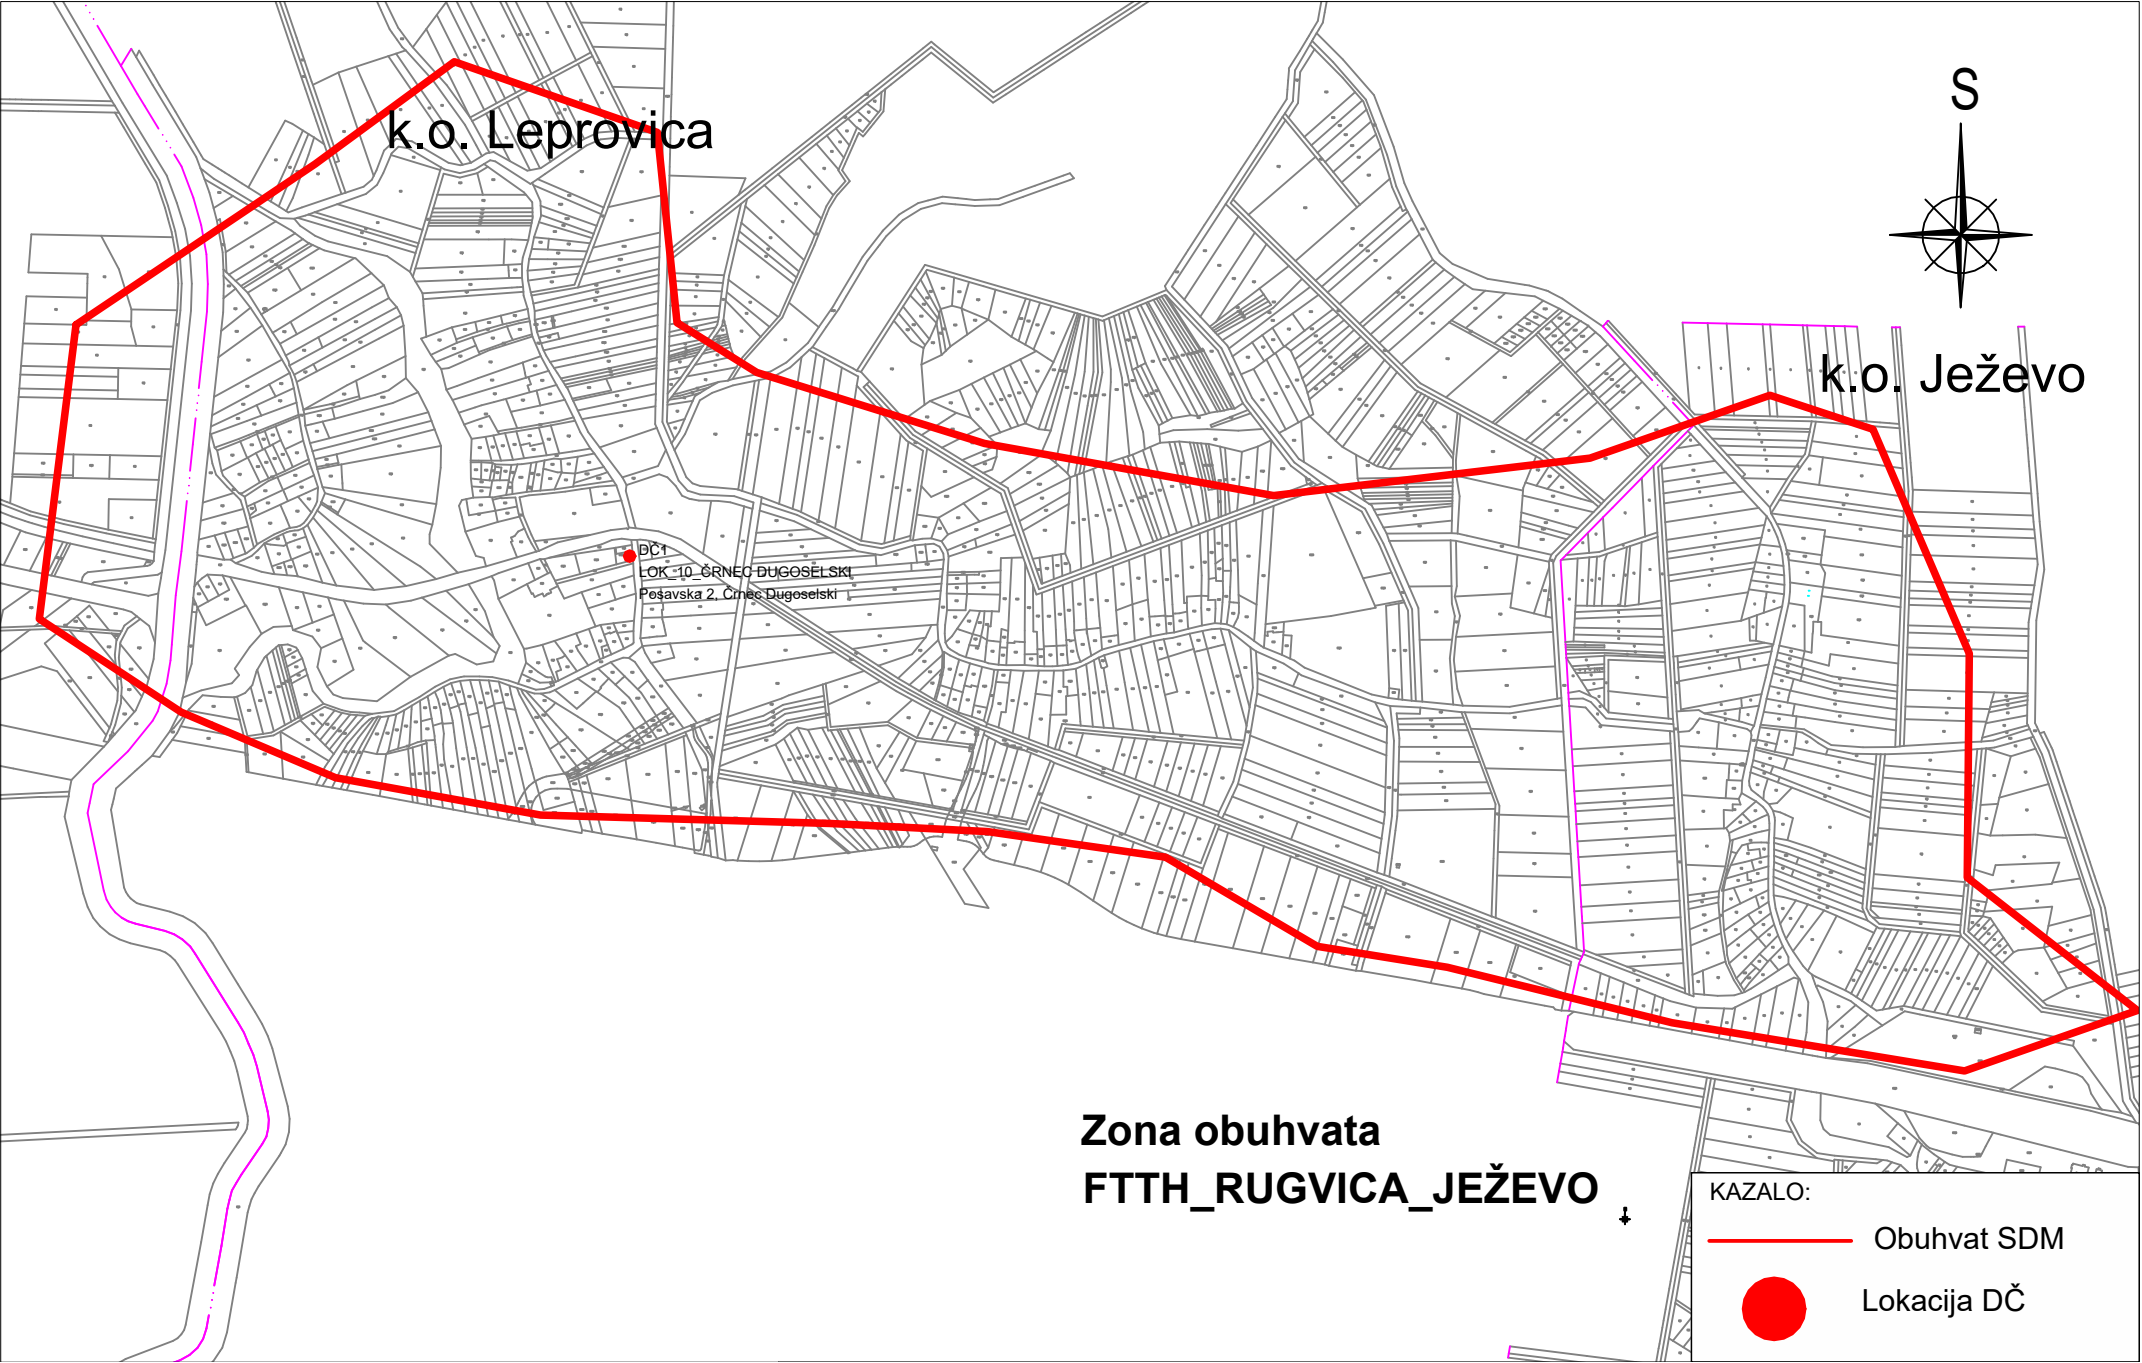 S
k.o. Leprovica
k.o. Ježevo
DČ1
LOK_10_ČRNEC DUGOSELSKI
Posavska 2, Črnec Dugoselski
Zona obuhvata
FTTH_RUGVICA_JEŽEVO
KAZALO:
Obuhvat SDM
Lokacija DČ